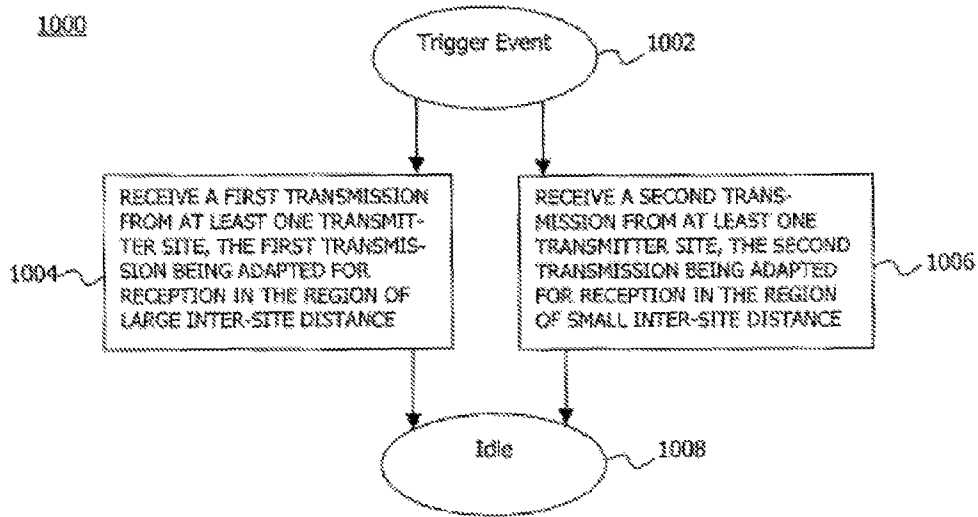 1000
Trigger Event
1002
RECEIVE A FIRST TRANSMISSION
FROM AT LEAST ONE TRANSMIT-
TER SITE, THE FIRST TRANSMIS-
SION BEING ADAPTED FOR
RECEPTION IN THE REGION OF
LARGE INTER-SITE DISTANCE
1004
RECEIVE A SECOND TRANS-
MISSION FROM AT LEAST ONE
TRANSMITTER SITE, THE SECOND
TRANSMISSION BEING ADAPTED
FOR RECEPTION IN THE REGION
OF SMALL INTER-SITE DISTANCE
1006
Idle
1008